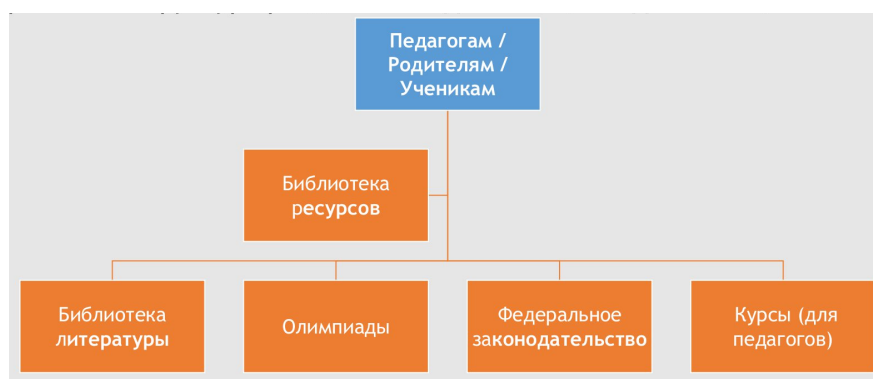 Педагогам /
Родителям /
Ученикам
Библиотека
ресурсов
Библиотека
литературы
Олимпиады
Федеральное
законодательство
Курсы (для
педагогов)